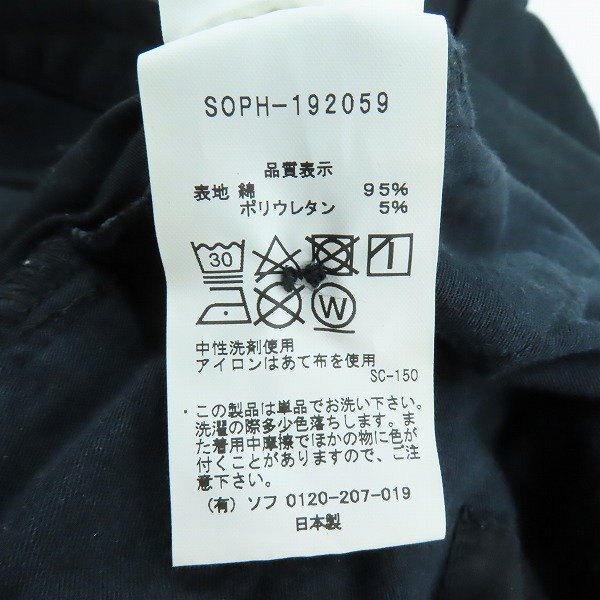 SOPH-192059
品質表示
表地 綿 95%
ポリウレタン 5%
30
W
中性洗剤使用
アイロンはあて布を使用
SC-150
・この製品は単品でお洗い下さい。
洗濯の際多少色落ちします。ま
た着用中摩擦でほかの物に色が
付くことがありますので、ご注
意下さい。
(有) ソフ 0120-207-019
日本製